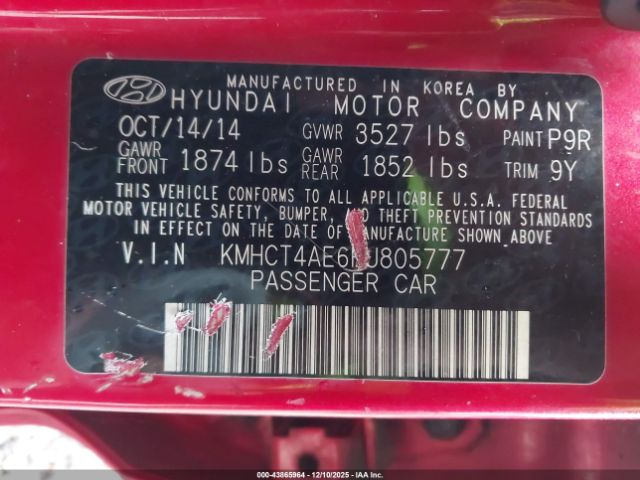 MANUFACTURED IN KOREA BY
HYUNDAI MOTOR COMPANY
OCT/14/14 GVWR 3527 lbs PAINT P9R
GAWR FRONT 1874 lbs GAWR REAR 1852 lbs TRIM 9Y
THIS VEHICLE CONFORMS TO ALL APPLICABLE U.S.A. FEDERAL
MOTOR VEHICLE SAFETY, BUMPER, THEFT PREVENTION STANDARDS
IN EFFECT ON THE DATE OF MANUFACTURE SHOWN ABOVE.
V.I.N
PASSENGER CAR
000-43865964 - 12/10/2025 - IAA Inc.